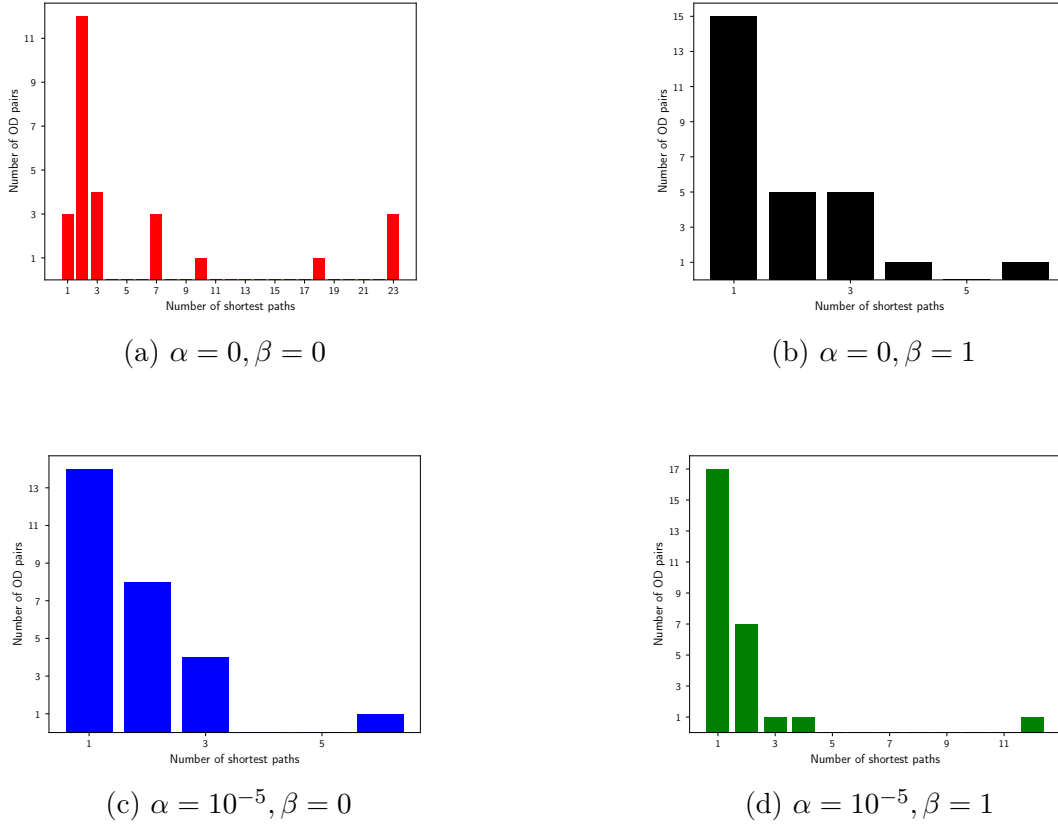 Number of OD pairs
11
9
7
5
3
1
1 3 5 7 9 11 13 15 17 19 21 23
Number of shortest paths
(a) α = 0, β = 0
Number of OD pairs
15
13
11
9
7
5
3
1
1 3 5
Number of shortest paths
(b) α = 0, β = 1
Number of OD pairs
13
11
9
7
5
3
1
1 3 5
Number of shortest paths
(c) α = 10⁻⁵, β = 0
Number of OD pairs
17
15
13
11
9
7
5
3
1
1 3 5 7 9 11
Number of shortest paths
(d) α = 10⁻⁵, β = 1